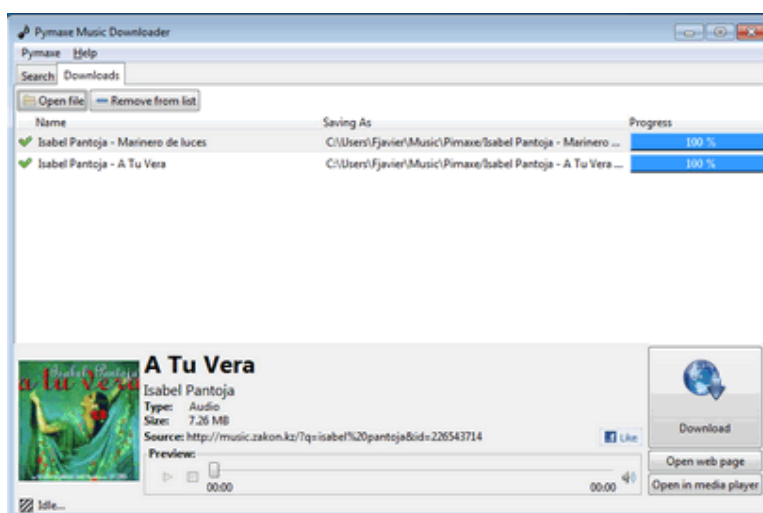 Pymaxe Music Downloader
Pymaxe Help
Search Downloads
Open file Remove from list
Name Saving As Progress
Isabel Pantoja - Marinero de luces C:\Users\Fjavier\Music\Pimaxe/Isabel Pantoja - Marinero ... 100 %
Isabel Pantoja - A Tu Vera C:\Users\Fjavier\Music\Pimaxe/Isabel Pantoja - A Tu Vera ... 100 %
Isabel Pantoja
a tu vera
A Tu Vera
Isabel Pantoja
Type: Audio
Size: 7.26 MB
Source: http://music.zakon.kz/?q=isabel%20pantoja&id=226543714
Like
Preview:
00:00 00:00
Download
Open web page
Open in media player
Idle...